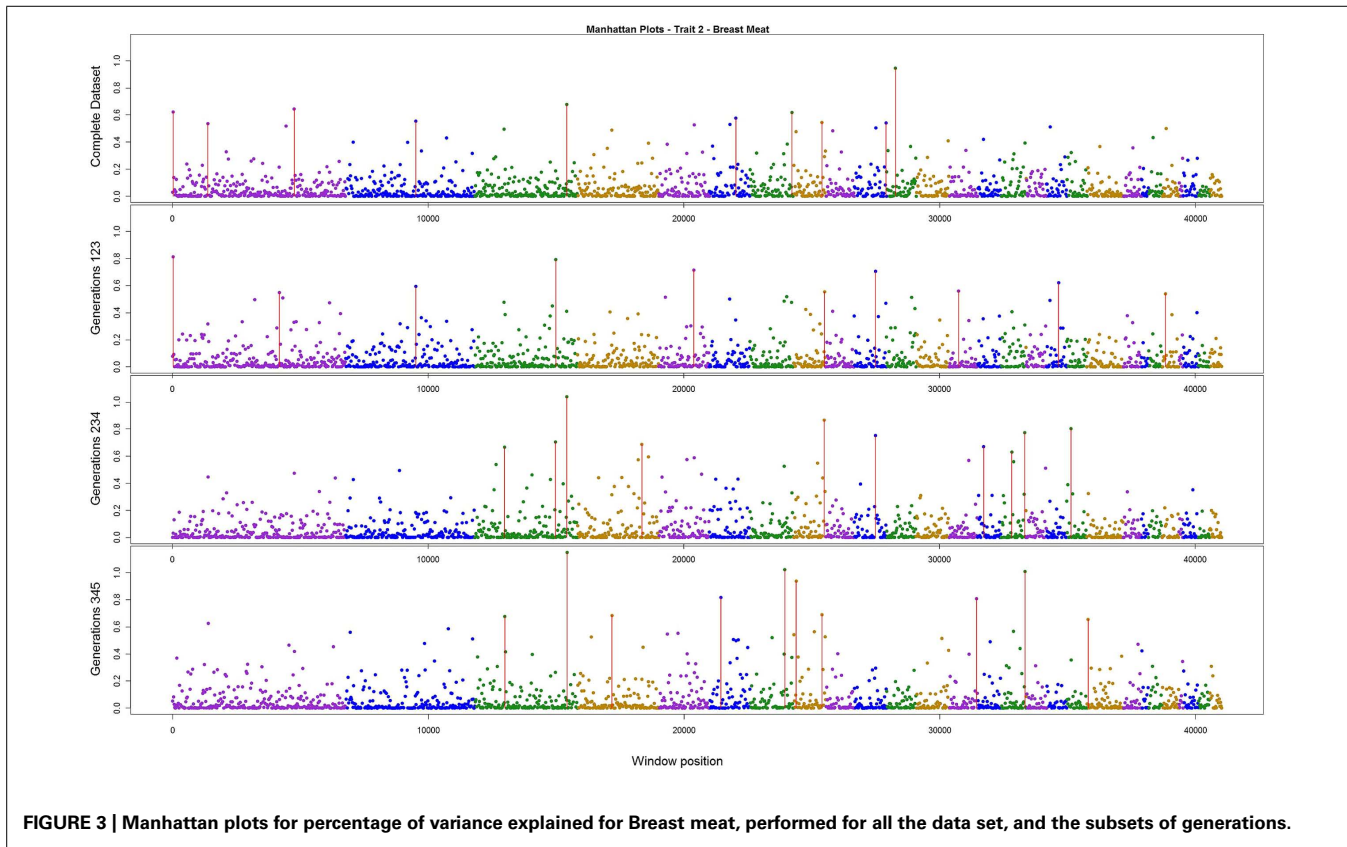 Manhattan Plots - Trait 2 - Breast Meat
Complete Dataset
1.0
0.8
0.6
0.4
0.2
0.0
0 10000 20000 30000 40000
Generations 123
1.0
0.8
0.6
0.4
0.2
0.0
0 10000 20000 30000 40000
Generations 234
1.0
0.8
0.6
0.4
0.2
0.0
0 10000 20000 30000 40000
Generations 345
1.0
0.8
0.6
0.4
0.2
0.0
0 10000 20000 30000 40000
Window position
FIGURE 3 | Manhattan plots for percentage of variance explained for Breast meat, performed for all the data set, and the subsets of generations.